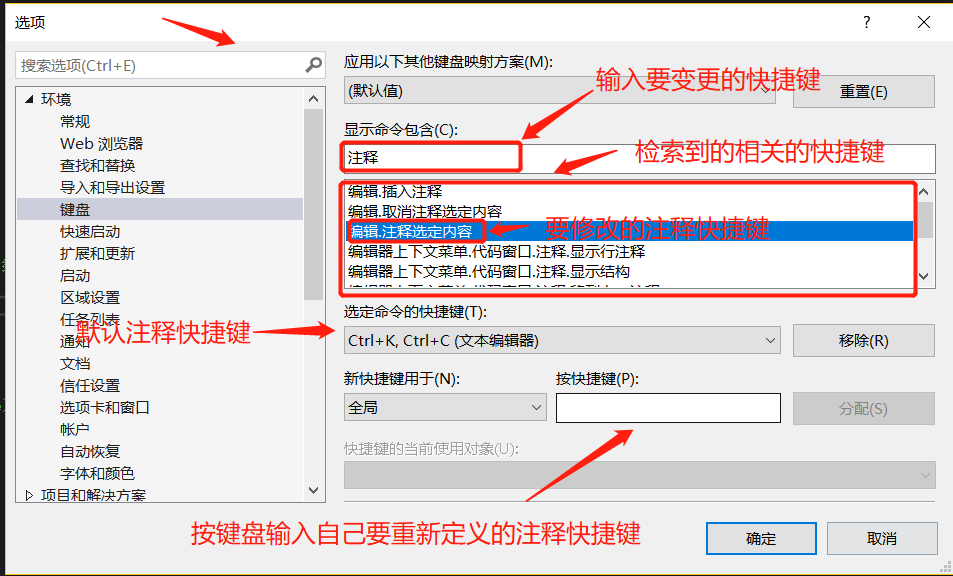 选项
?
搜索选项(Ctrl+E)
环境
常规
Web 浏览器
查找和替换
导入和导出设置
键盘
快速启动
扩展和更新
启动
区域设置
任务列表
通知
文档
信任设置
选项卡和窗口
帐户
自动恢复
字体和颜色
项目和解决方案
默认注释快捷键
应用以下其他键盘映射方案(M):
(默认值)
输入要变更的快捷键
重置(E)
显示命令包含(C):
注释
检索到的相关的快捷键
编辑.插入注释
编辑.取消注释选定内容
编辑.注释选定内容
要修改的注释快捷键
编辑器上下文菜单.代码窗口.注释.显示行注释
编辑器上下文菜单.代码窗口.注释.显示结构
选定命令的快捷键(T):
Ctrl+K, Ctrl+C (文本编辑器)
移除(R)
新快捷键用于(N):
按快捷键(P):
全局
分配(S)
快捷键的当前使用对象(U):
按键盘输入自己要重新定义的注释快捷键
确定
取消